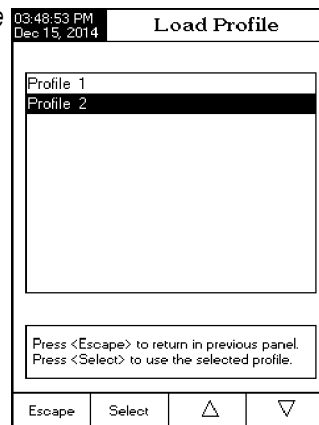 e
03:48:53 PM
Dec 15, 2014
Load Profile
Profile 1
Profile 2
Press <Escape> to return in previous panel.
Press <Select> to use the selected profile.
Escape Select △ ▽